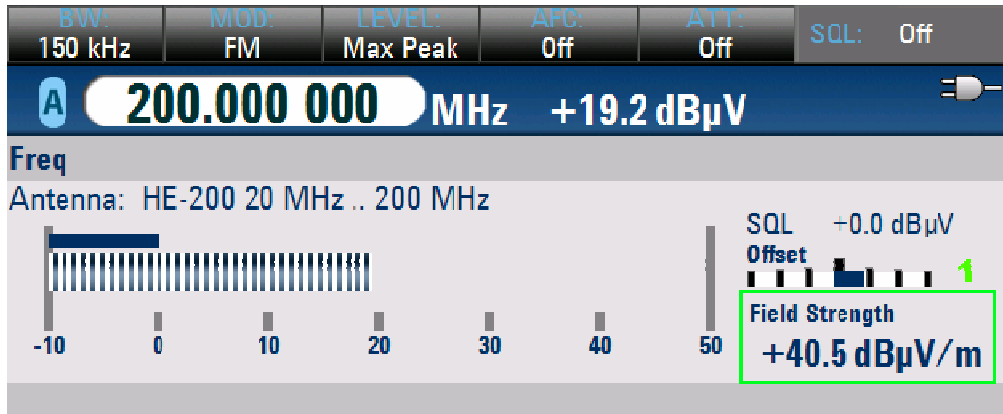 BW: MOD: LEVEL: AFC: ATT: SQL: Off
150 kHz FM Max Peak Off Off
A 200.000 000 MHz +19.2 dBµV
Freq
Antenna: HE-200 20 MHz .. 200 MHz
SQL +0.0 dBµV
Offset
1
Field Strength
+40.5 dBµV/m
-10 0 10 20 30 40 50